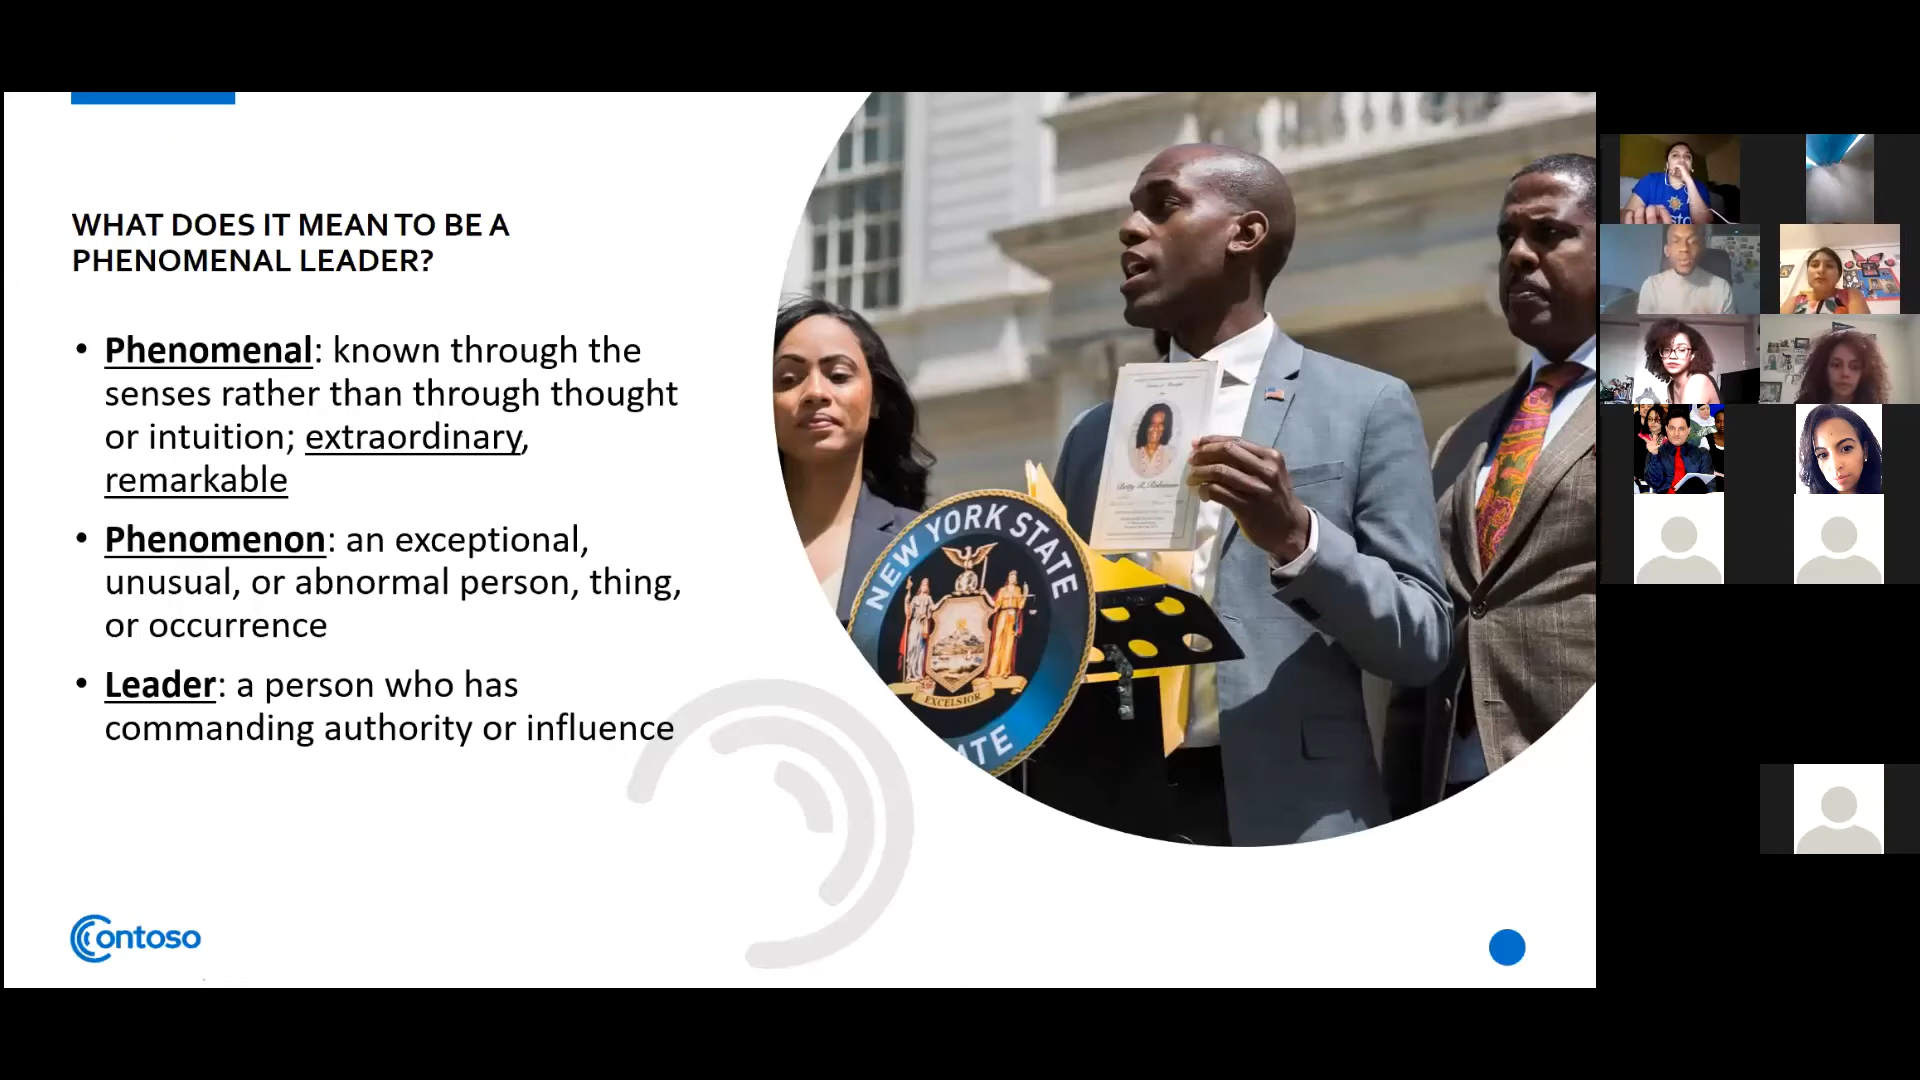 WHAT DOES IT MEAN TO BE A
PHENOMENAL LEADER?
• Phenomenal: known through the
senses rather than through thought
or intuition; extraordinary,
remarkable
• Phenomenon: an exceptional,
unusual, or abnormal person, thing,
or occurrence
• Leader: a person who has
commanding authority or influence
Contoso
NEW YORK STATE
EXCELSIOR
Betty R. Robinson